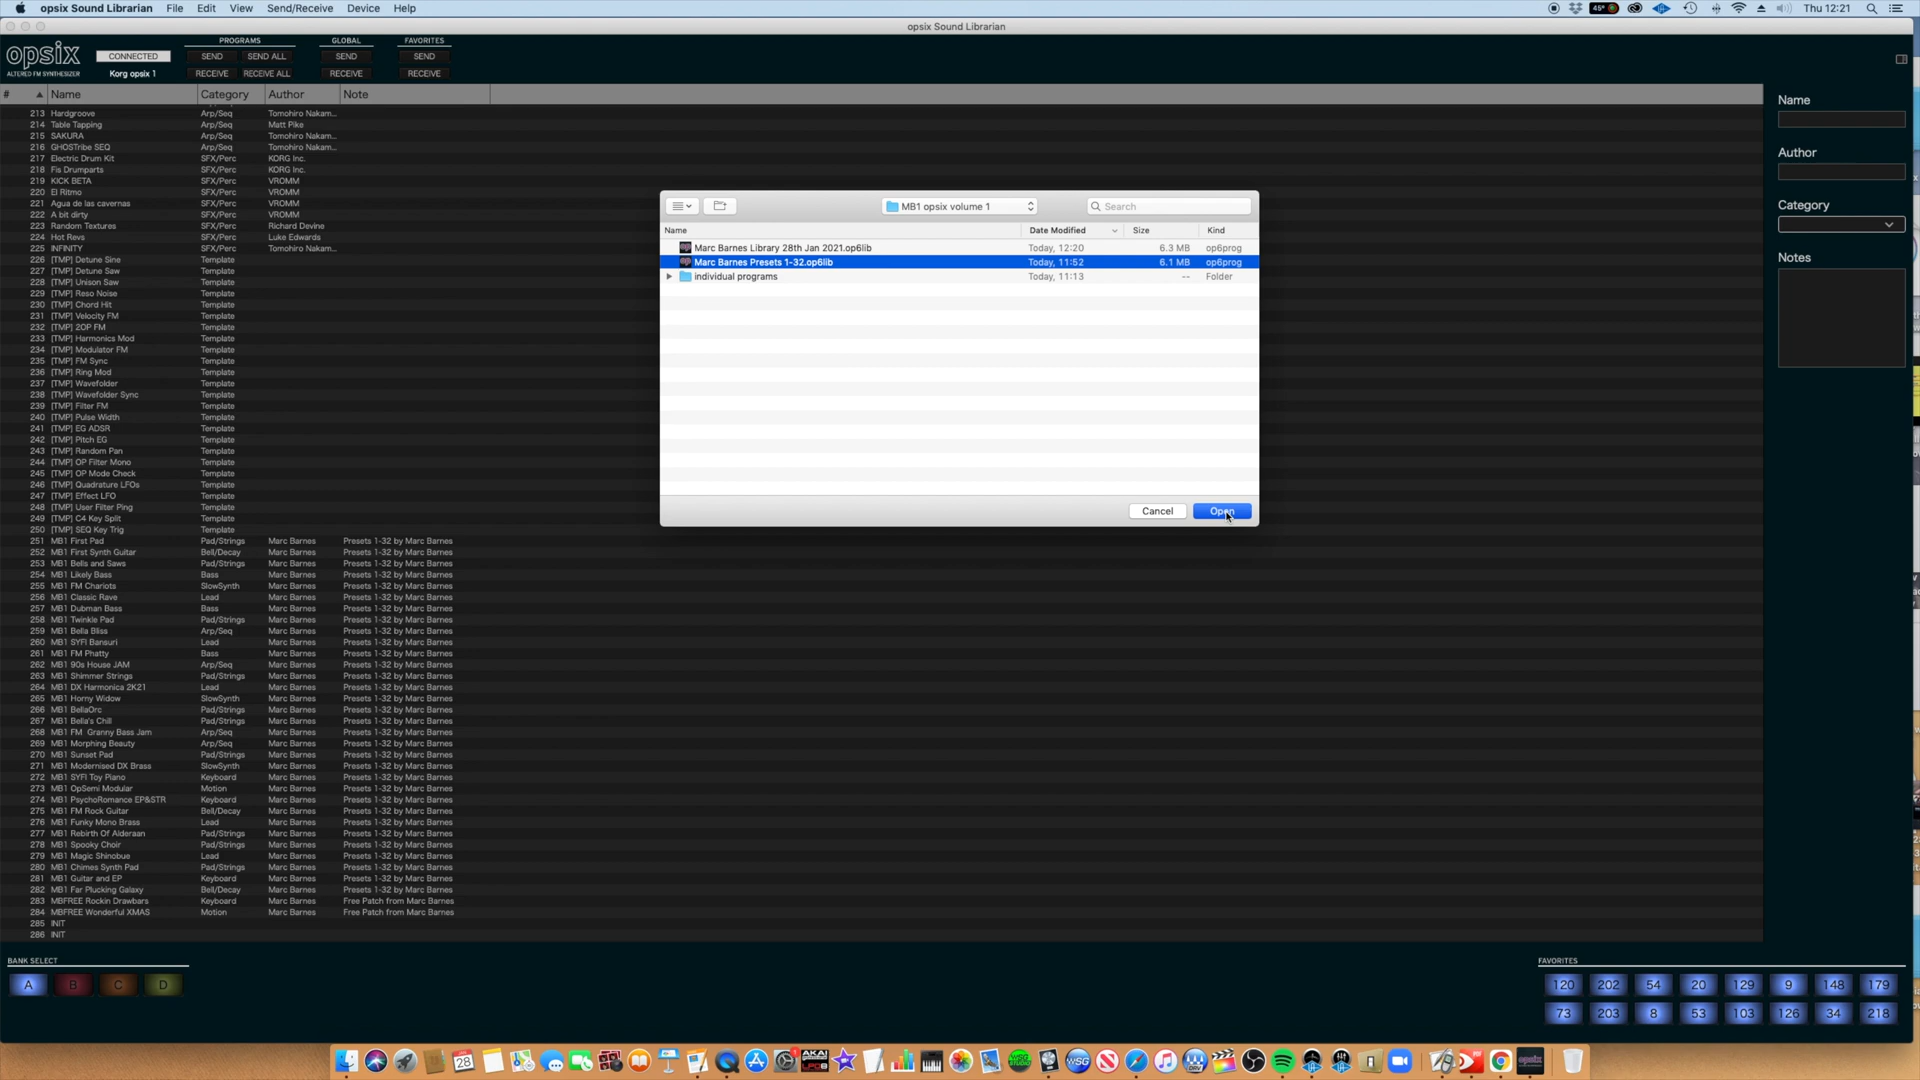 opsix Sound Librarian File Edit View Send/Receive Device Help 45° Thu 12:21
opsix Sound Librarian
PROGRAMS GLOBAL FAVORITES
opsix CONNECTED SEND SEND ALL SEND SEND
ALTERED FM SYNTHESIZER Korg opsix 1 RECEIVE RECEIVE ALL RECEIVE RECEIVE
# Name Category Author Note
213 Hardgroove Arp/Seq Tomohiro Nakam...
214 Table Tapping Arp/Seq Matt Pike
215 SAKURA Arp/Seq Tomohiro Nakam...
216 GHOSTribe SEQ Arp/Seq Tomohiro Nakam...
217 Electric Drum Kit SFX/Perc KORG Inc.
218 Fis Drumparts SFX/Perc KORG Inc.
219 KICK BETA SFX/Perc VROMM
220 El Ritmo SFX/Perc VROMM
221 Agua de las cavernas SFX/Perc VROMM
222 A bit dirty SFX/Perc VROMM
223 Random Textures SFX/Perc Richard Devine
224 Hot Revs SFX/Perc Luke Edwards
225 INFINITY SFX/Perc Tomohiro Nakam...
226 [TMP] Detune Sine Template
227 [TMP] Detune Saw Template
228 [TMP] Unison Saw Template
229 [TMP] Reso Noise Template
230 [TMP] Chord Hit Template
231 [TMP] Velocity FM Template
232 [TMP] 2OP FM Template
233 [TMP] Harmonics Mod Template
234 [TMP] Modulator FM Template
235 [TMP] FM Sync Template
236 [TMP] Ring Mod Template
237 [TMP] Wavefolder Template
238 [TMP] Wavefolder Sync Template
239 [TMP] Filter FM Template
240 [TMP] Pulse Width Template
241 [TMP] EG ADSR Template
242 [TMP] Pitch EG Template
243 [TMP] Random Pan Template
244 [TMP] OP Filter Mono Template
245 [TMP] OP Mode Check Template
246 [TMP] Quadrature LFOs Template
247 [TMP] Effect LFO Template
248 [TMP] User Filter Ping Template
249 [TMP] C4 Key Split Template
250 [TMP] SEQ Key Trig Template
251 MB1 First Pad Pad/Strings Marc Barnes Presets 1-32 by Marc Barnes
252 MB1 First Synth Guitar Bell/Decay Marc Barnes Presets 1-32 by Marc Barnes
253 MB1 Bells and Saws Pad/Strings Marc Barnes Presets 1-32 by Marc Barnes
254 MB1 Likely Bass Bass Marc Barnes Presets 1-32 by Marc Barnes
255 MB1 FM Chariots SlowSynth Marc Barnes Presets 1-32 by Marc Barnes
256 MB1 Classic Rave Lead Marc Barnes Presets 1-32 by Marc Barnes
257 MB1 Dubman Bass Bass Marc Barnes Presets 1-32 by Marc Barnes
258 MB1 Twinkle Pad Pad/Strings Marc Barnes Presets 1-32 by Marc Barnes
259 MB1 Bella Bliss Arp/Seq Marc Barnes Presets 1-32 by Marc Barnes
260 MB1 SYFI Bansuri Lead Marc Barnes Presets 1-32 by Marc Barnes
261 MB1 FM Phatty Bass Marc Barnes Presets 1-32 by Marc Barnes
262 MB1 90s House JAM Arp/Seq Marc Barnes Presets 1-32 by Marc Barnes
263 MB1 Shimmer Strings Pad/Strings Marc Barnes Presets 1-32 by Marc Barnes
264 MB1 DX Harmonica 2K21 Lead Marc Barnes Presets 1-32 by Marc Barnes
265 MB1 Horny Widow SlowSynth Marc Barnes Presets 1-32 by Marc Barnes
266 MB1 BellaOrc Pad/Strings Marc Barnes Presets 1-32 by Marc Barnes
267 MB1 Bella's Chill Pad/Strings Marc Barnes Presets 1-32 by Marc Barnes
268 MB1 FM Granny Bass Jam Arp/Seq Marc Barnes Presets 1-32 by Marc Barnes
269 MB1 Morphing Beauty Arp/Seq Marc Barnes Presets 1-32 by Marc Barnes
270 MB1 Sunset Pad Pad/Strings Marc Barnes Presets 1-32 by Marc Barnes
271 MB1 Modernised DX Brass SlowSynth Marc Barnes Presets 1-32 by Marc Barnes
272 MB1 SYFI Toy Piano Keyboard Marc Barnes Presets 1-32 by Marc Barnes
273 MB1 OpSemi Modular Motion Marc Barnes Presets 1-32 by Marc Barnes
274 MB1 PsychoRomance EP&STR Keyboard Marc Barnes Presets 1-32 by Marc Barnes
275 MB1 FM Rock Guitar Bell/Decay Marc Barnes Presets 1-32 by Marc Barnes
276 MB1 Funky Mono Brass Lead Marc Barnes Presets 1-32 by Marc Barnes
277 MB1 Rebirth Of Alderaan Pad/Strings Marc Barnes Presets 1-32 by Marc Barnes
278 MB1 Spooky Choir Pad/Strings Marc Barnes Presets 1-32 by Marc Barnes
279 MB1 Magic Shinobue Lead Marc Barnes Presets 1-32 by Marc Barnes
280 MB1 Chimes Synth Pad Pad/Strings Marc Barnes Presets 1-32 by Marc Barnes
281 MB1 Guitar and EP Keyboard Marc Barnes Presets 1-32 by Marc Barnes
282 MB1 Far Plucking Galaxy Bell/Decay Marc Barnes Presets 1-32 by Marc Barnes
283 MBFREE Rockin Drawbars Keyboard Marc Barnes Free Patch from Marc Barnes
284 MBFREE Wonderful XMAS Motion Marc Barnes Free Patch from Marc Barnes
285 INIT
286 INIT
MB1 opsix volume 1 Search
Name Date Modified Size Kind
Marc Barnes Library 28th Jan 2021.op6lib Today, 12:20 6.3 MB op6prog
Marc Barnes Presets 1-32.op6lib Today, 11:52 6.1 MB op6prog
individual programs Today, 11:13 -- Folder
Cancel Open
Name
Author
Category
Notes
BANK SELECT
A B C D
FAVORITES
120 202 54 20 129 9 148 179
73 203 8 53 103 126 34 218
28 AKAI WSG opsix